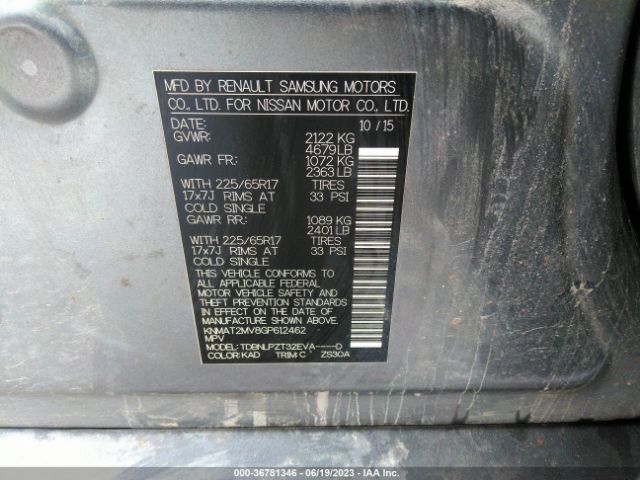 MFD BY RENAULT SAMSUNG MOTORS
CO., LTD. FOR NISSAN MOTOR CO., LTD.
DATE: 10 / 15
GVWR: 2122 KG
4679LB
GAWR FR: 1072 KG
2363 LB
WITH 225/65R17 TIRES
17x7J RIMS AT 33 PSI
COLD SINGLE
GAWR RR: 1089 KG
2401 LB
WITH 225/65R17 TIRES
17x7J RIMS AT 33 PSI
COLD SINGLE
THIS VEHICLE CONFORMS TO
ALL APPLICABLE FEDERAL
MOTOR VEHICLE SAFETY AND
THEFT PREVENTION STANDARDS
IN EFFECT ON THE DATE OF
MANUFACTURE SHOWN ABOVE.
KNMAT2MV8GP612462
MPV
MODEL: TDBNLPZT32EVA-----D
COLOR: KAD TRIM: C ZS30A
000-36781346 - 06/19/2023 - IAA Inc.